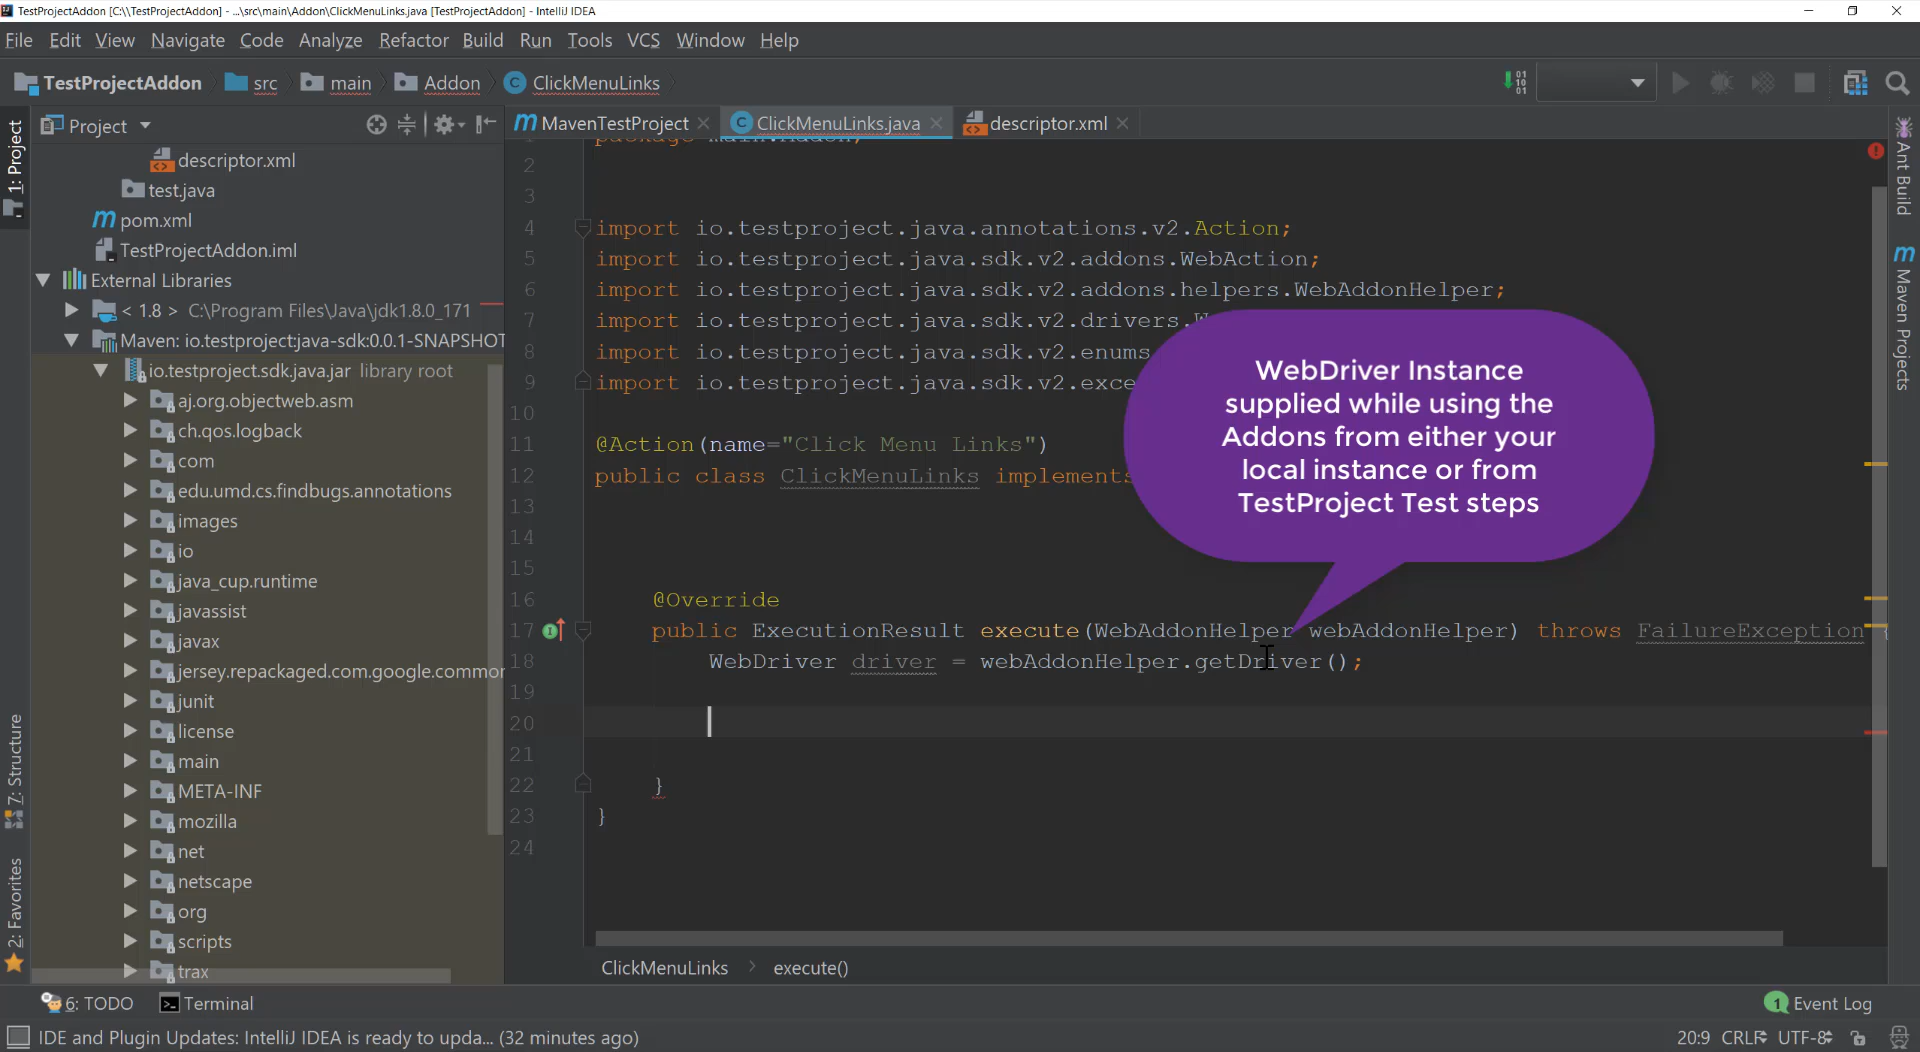 TestProjectAddon [C:\\TestProjectAddon] - ...\src\main\Addon\ClickMenuLinks.java [TestProjectAddon] - IntelliJ IDEA
File Edit View Navigate Code Analyze Refactor Build Run Tools VCS Window Help
TestProjectAddon src main Addon ClickMenuLinks
1: Project
7: Structure
2: Favorites
Project
descriptor.xml
test.java
pom.xml
TestProjectAddon.iml
External Libraries
< 1.8 > C:\Program Files\Java\jdk1.8.0_171
Maven: io.testproject:java-sdk:0.0.1-SNAPSHOT
io.testproject.sdk.java.jar library root
aj.org.objectweb.asm
ch.qos.logback
com
edu.umd.cs.findbugs.annotations
images
io
java_cup.runtime
javassist
javax
jersey.repackaged.com.google.common
junit
license
main
META-INF
mozilla
net
netscape
org
scripts
trax
MavenTestProject ClickMenuLinks.java descriptor.xml
2
3
4 import io.testproject.java.annotations.v2.Action;
5 import io.testproject.java.sdk.v2.addons.WebAction;
6 import io.testproject.java.sdk.v2.addons.helpers.WebAddonHelper;
7 import io.testproject.java.sdk.v2.drivers.
8 import io.testproject.java.sdk.v2.enums
9 import io.testproject.java.sdk.v2.exce
10
11 @Action(name="Click Menu Links")
12 public class ClickMenuLinks implements
13
14
15
16 @Override
17 public ExecutionResult execute(WebAddonHelper webAddonHelper) throws FailureException {
18 WebDriver driver = webAddonHelper.getDriver();
19
20
21
22 }
23 }
24
WebDriver Instance
supplied while using the
Addons from either your
local instance or from
TestProject Test steps
ClickMenuLinks execute()
Ant Build
Maven Projects
6: TODO Terminal
1 Event Log
IDE and Plugin Updates: IntelliJ IDEA is ready to upda... (32 minutes ago)
20:9 CRLF UTF-8